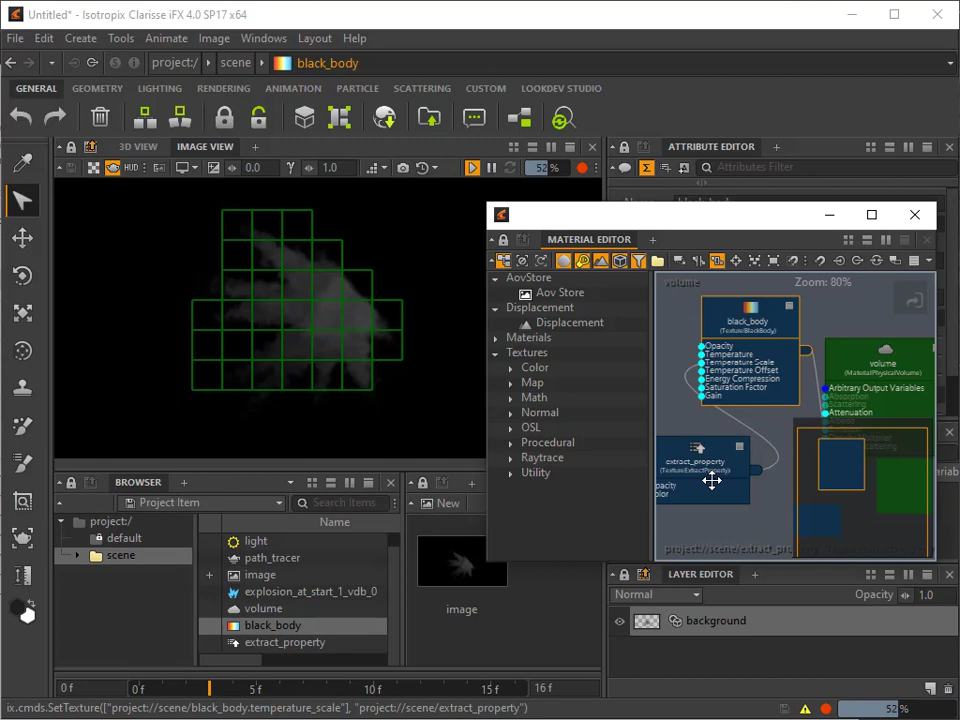 Untitled* - Isotropix Clarisse iFX 4.0 SP17 x64
File Edit Create Tools Animate Image Windows Layout Help
project:/ scene black_body
GENERAL GEOMETRY LIGHTING RENDERING ANIMATION PARTICLE SCATTERING CUSTOM LOOKDEV STUDIO
3D VIEW IMAGE VIEW
HUD 0.0 γ 1.0 52 %
ATTRIBUTE EDITOR
Attributes Filter
MATERIAL EDITOR
AovStore
Aov Store
Displacement
Displacement
Materials
Textures
Color
Map
Math
Normal
OSL
Procedural
Raytrace
Utility
volume Zoom: 80%
black_body
(TextureBlackBody)
Opacity
Temperature
Temperature Scale
Temperature Offset
Energy Compression
Saturation Factor
Gain
volume
(MaterialPhysicalVolume)
Arbitrary Output Variables
Absorption
Scattering
Attenuation
extract_property
(TextureExtractProperty)
BROWSER
Project Item Search Items
project:/
default
scene
Name
light
path_tracer
image
explosion_at_start_1_vdb_0
volume
black_body
extract_property
New
image
LAYER EDITOR
Normal Opacity 1.0
background
0 f 0 f 5 f 10 f 15 f 16 f
ix.cmds.SetTexture(["project://scene/black_body.temperature_scale"], "project://scene/extract_property")
52 %